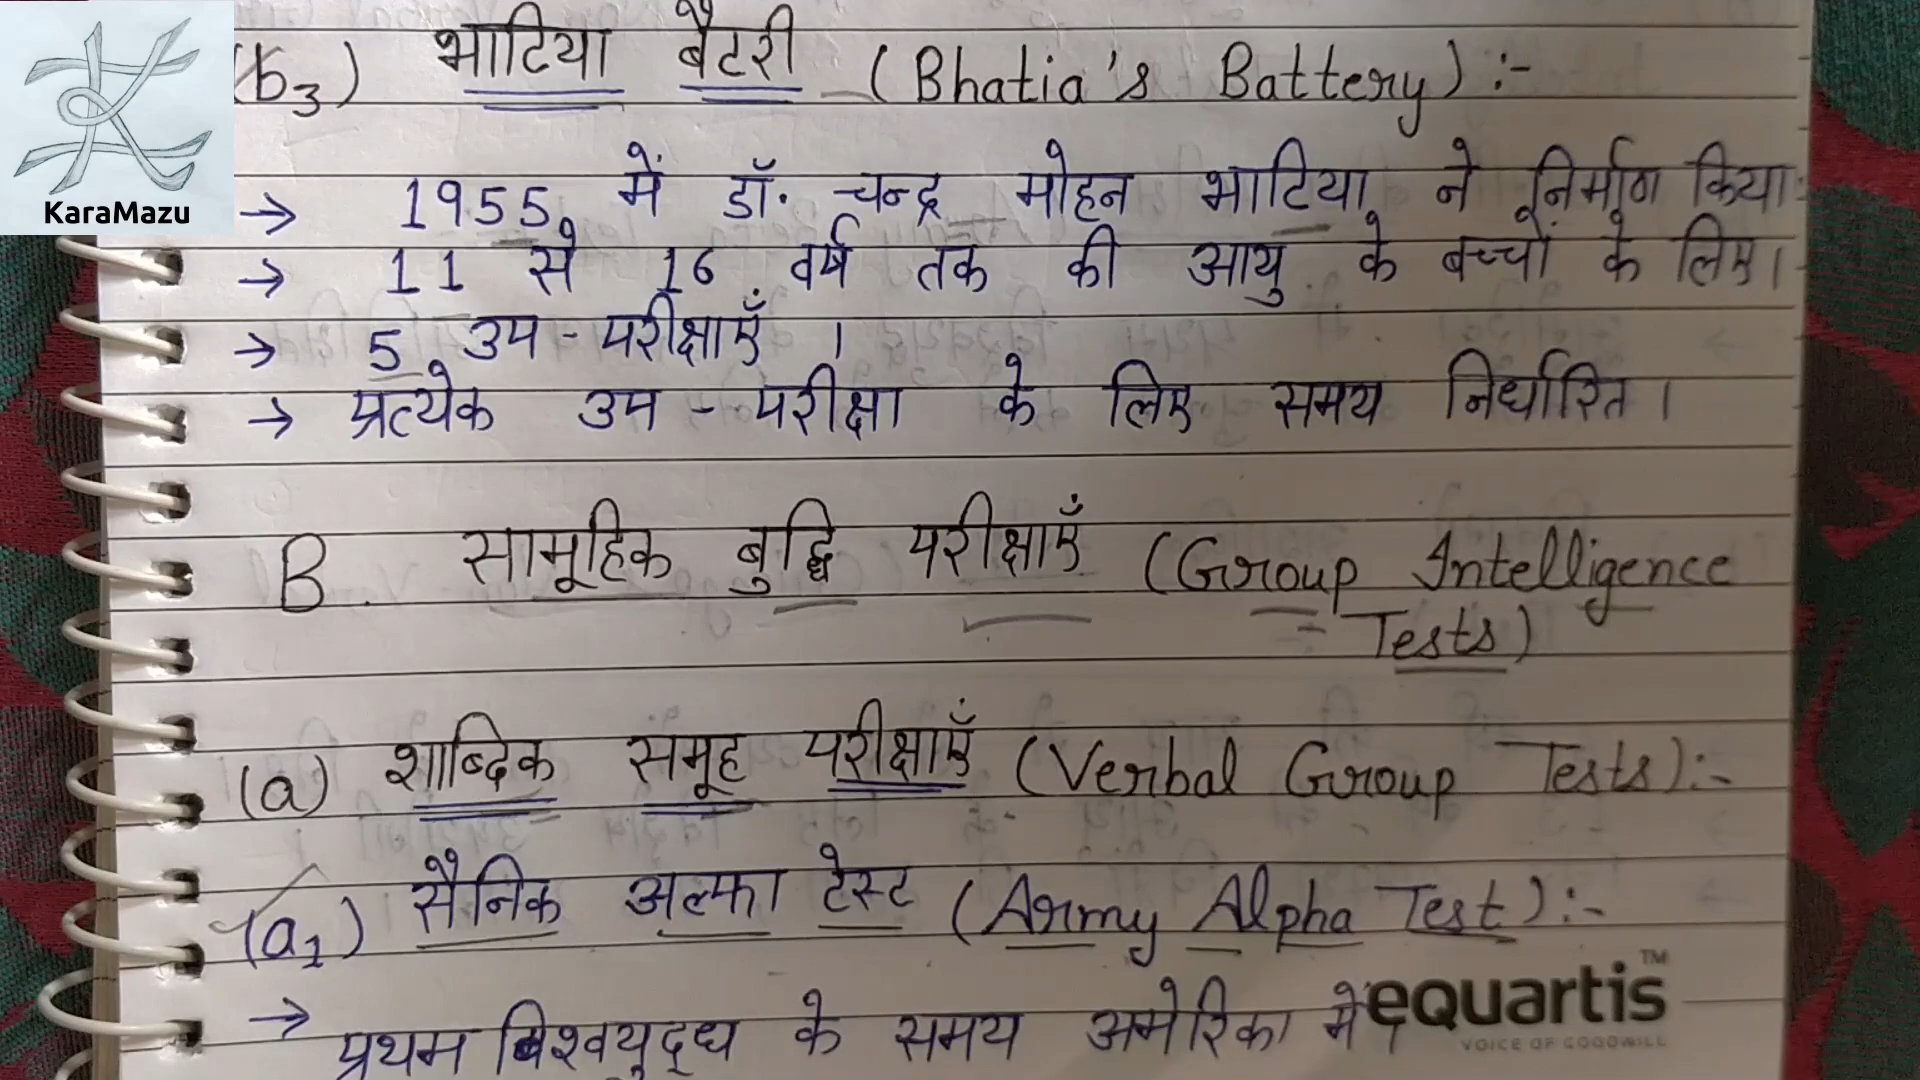 (b₃) भाटिया बैटरी (Bhatia's Battery) :-
KaraMazu
→ 1955 में डॉ. चन्द्र मोहन भाटिया ने निर्माण किया
→ 11 से 16 वर्ष तक की आयु के बच्चों के लिए।
→ 5 उप-परीक्षाएँ ।
→ प्रत्येक उप-परीक्षा के लिए समय निर्धारित ।
B. सामूहिक बुद्धि परीक्षाएँ (Group Intelligence
Tests)
(a) शाब्दिक समूह परीक्षाएँ (Verbal Group Tests):-
(a₁) सैनिक अल्फा टेस्ट (Army Alpha Test):-
→ प्रथम विश्वयुद्ध के समय अमेरिका में
equartis™
VOICE OF GOODWILL